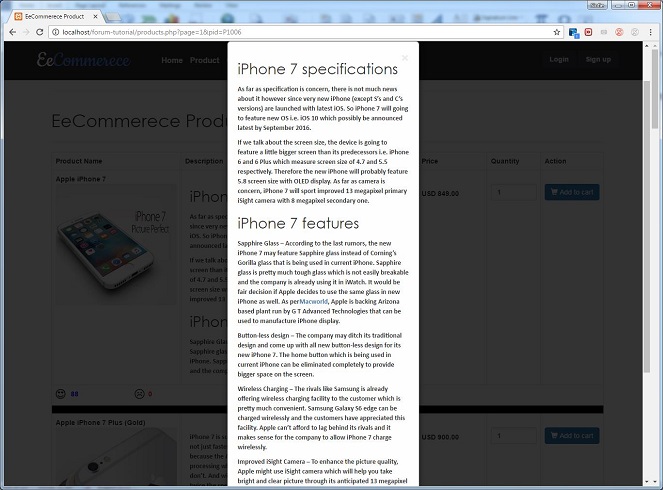 EeCommerece Product
localhost/forum-tutorial/products.php?page=1&pid=P1006
EeCommerece
Home
Product
Login
Sign up
×
iPhone 7 specifications
As far as specification is concern, there is not much news
about it however since very new iPhone (except S's and C's
versions) are launched with latest iOS. So iPhone 7 will going
to feature new OS i.e. iOS 10 which possibly be announced
latest by September 2016.
If we talk about the screen size, the device is going to
feature a little bigger screen than its predecessors i.e. iPhone
6 and 6 Plus which measure screen size of 4.7 and 5.5
respectively. Therefore the new iPhone will probably feature
5.8 screen size with OLED display. As far as camera is
concern, iPhone 7 will sport improved 13 megapixel primary
iSight camera with 8 megapixel secondary one.
iPhone 7 features
Sapphire Glass – According to the last rumors, the new
iPhone 7 may feature Sapphire glass instead of Corning's
Gorilla glass that is being used in current iPhone. Sapphire
glass is pretty much tough glass which is not easily breakable
and the company is already using it in iWatch. It would be
fair decision if Apple decides to use the same glass in new
iPhone as well. As perMacworld, Apple is backing Arizona
based plant run by G T Advanced Technologies that can be
used to manufacture iPhone display.
Button-less design – The company may ditch its traditional
design and come up with all new button-less design for its
new iPhone 7. The home button which is being used in
current iPhone can be eliminated completely to provide
bigger space on the screen.
Wireless Charging – The rivals like Samsung is already
offering wireless charging facility to the customer which is
pretty much convenient. Samsung Galaxy S6 edge can be
charged wirelessly and the customers have appreciated this
facility. Apple can't afford to lag behind its rivals and it
makes sense for the company to allow iPhone 7 charge
wirelessly.
Improved iSight Camera – To enhance the picture quality,
Apple might use iSight camera which will help you take
bright and clear picture through its anticipated 13 megapixel
EeCommerece Prod
Product Name
Description
Price
Quantity
Action
Apple iPhone 7
iPhone 7
Picture Perfect
USD 849.00
1
Add to cart
Apple iPhone 7 Plus (Gold)
USD 900.00
1
Add to cart